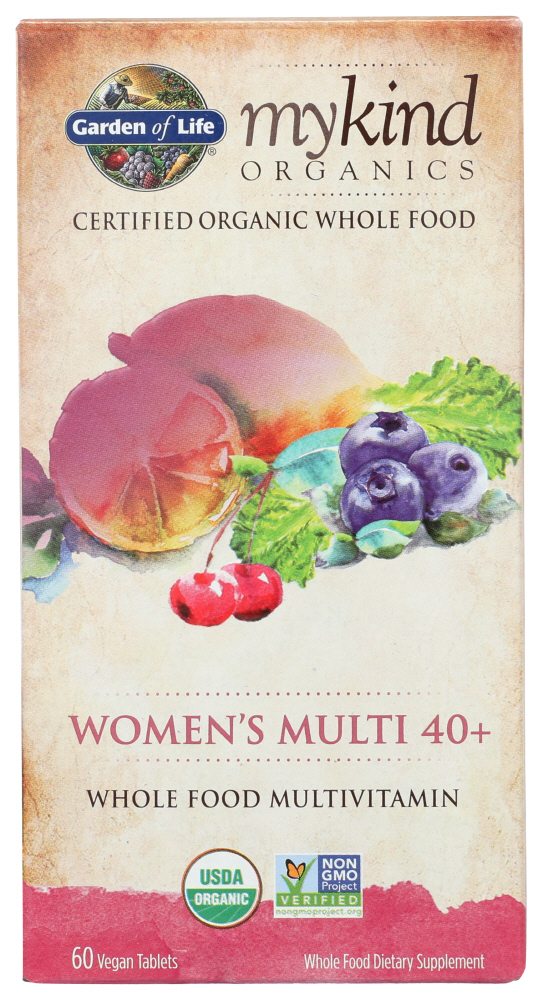 Garden of Life
®
mykind
ORGANICS
CERTIFIED ORGANIC WHOLE FOOD
WOMEN'S MULTI 40+
WHOLE FOOD MULTIVITAMIN
USDA
ORGANIC
NON
GMO
Project
VERIFIED
nongmoproject.org
60 Vegan Tablets
Whole Food Dietary Supplement